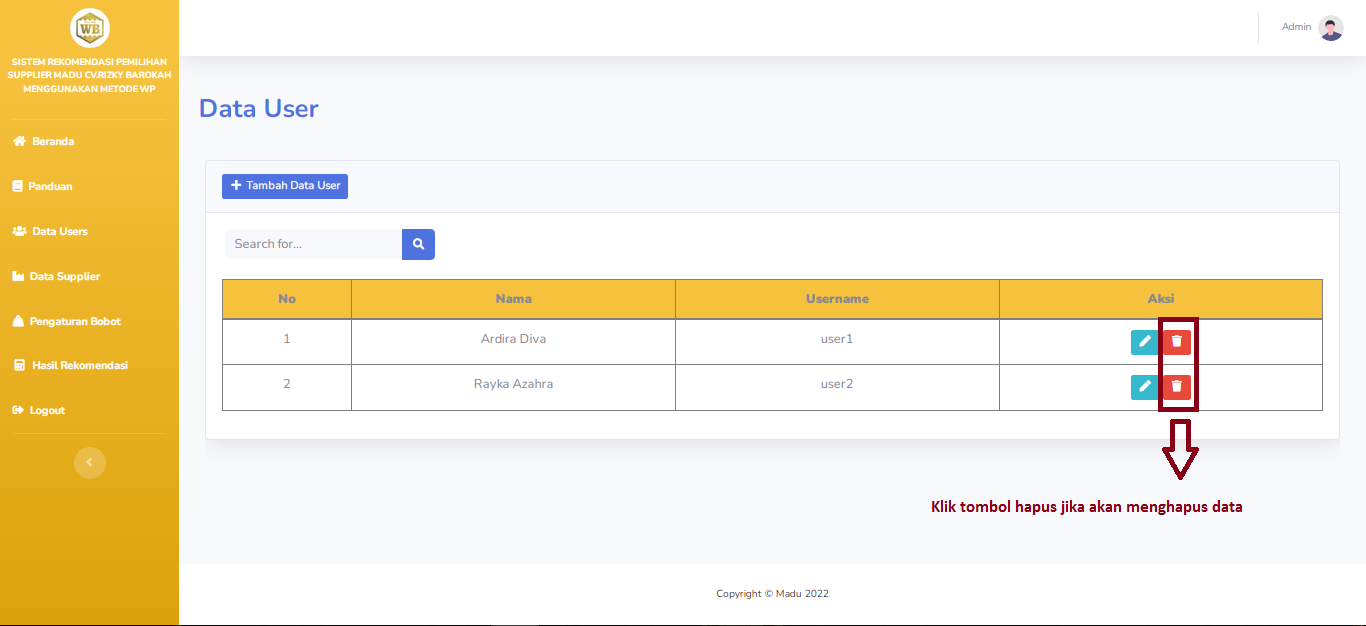 WB
SISTEM REKOMENDASI PEMILIHAN
SUPPLIER MADU CV.RIZKY BAROKAH
MENGGUNAKAN METODE WP
Beranda
Panduan
Data Users
Data Supplier
Pengaturan Bobot
Hasil Rekomendasi
Logout
Admin
Data User
Tambah Data User
Search for...
No Nama Username Aksi
1 Ardira Diva user1
2 Rayka Azahra user2
Klik tombol hapus jika akan menghapus data
Copyright © Madu 2022